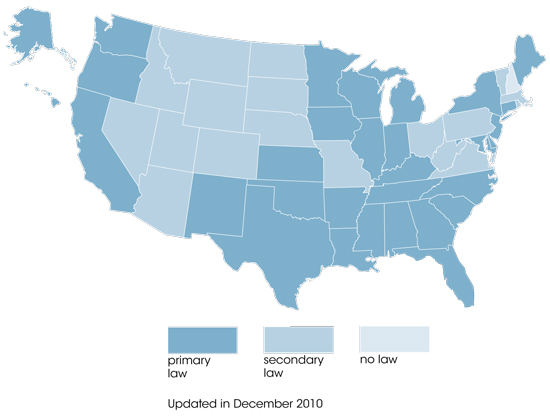 primary
law
secondary
law
no law
Updated in December 2010